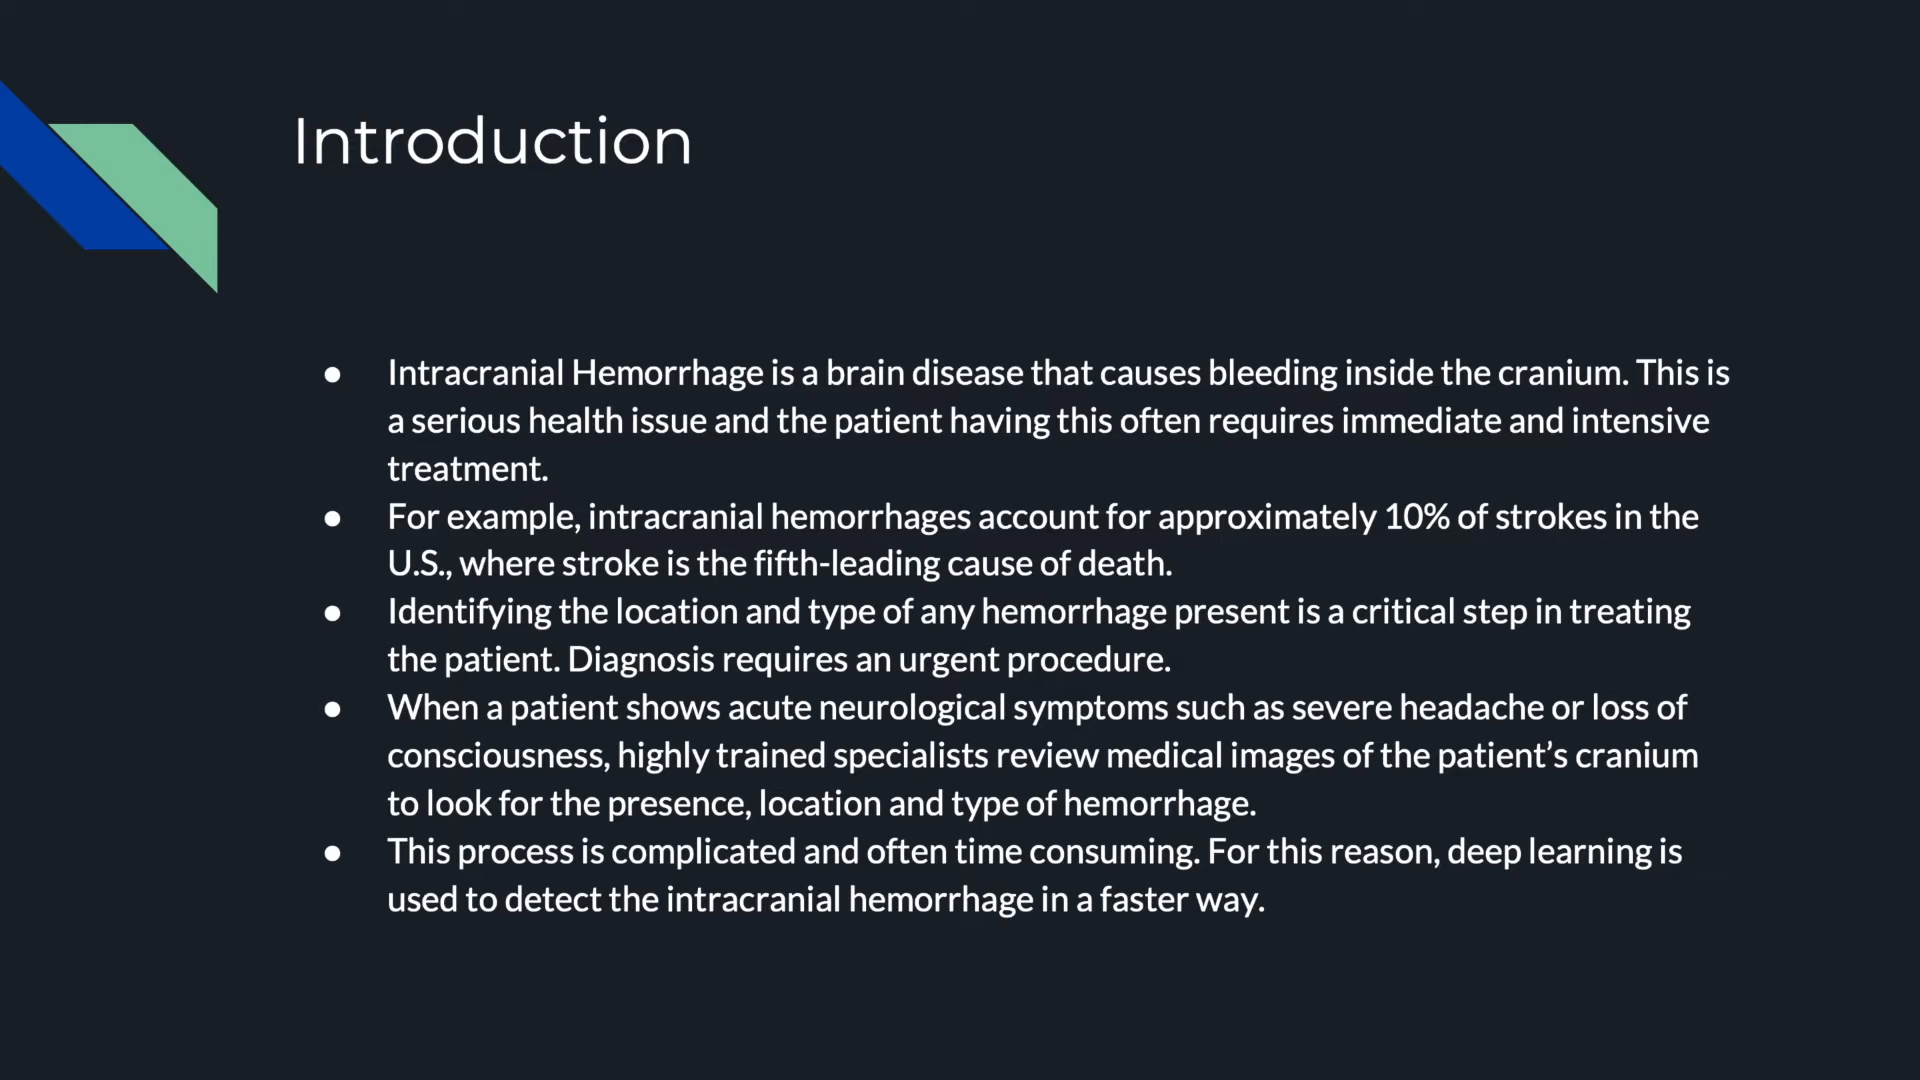 Introduction
● Intracranial Hemorrhage is a brain disease that causes bleeding inside the cranium. This is
a serious health issue and the patient having this often requires immediate and intensive
treatment.
● For example, intracranial hemorrhages account for approximately 10% of strokes in the
U.S., where stroke is the fifth-leading cause of death.
● Identifying the location and type of any hemorrhage present is a critical step in treating
the patient. Diagnosis requires an urgent procedure.
● When a patient shows acute neurological symptoms such as severe headache or loss of
consciousness, highly trained specialists review medical images of the patient’s cranium
to look for the presence, location and type of hemorrhage.
● This process is complicated and often time consuming. For this reason, deep learning is
used to detect the intracranial hemorrhage in a faster way.